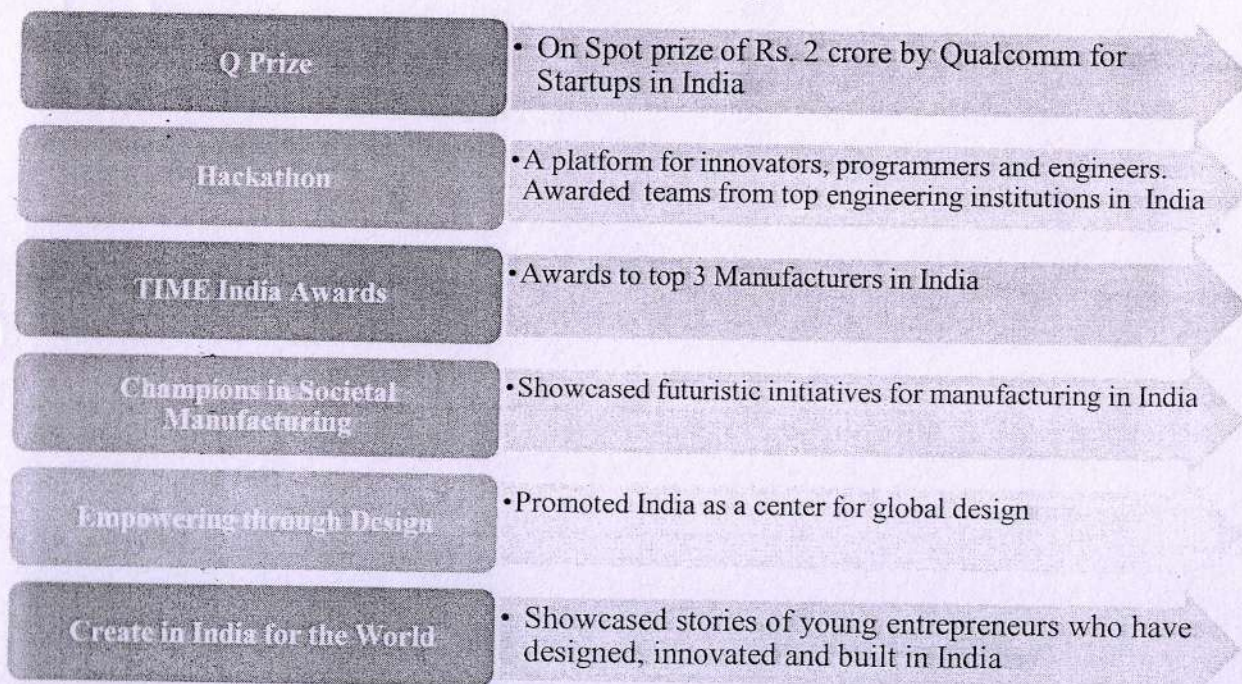 Q Prize
• On Spot prize of Rs. 2 crore by Qualcomm for
Startups in India
Hackathon
•A platform for innovators, programmers and engineers.
Awarded teams from top engineering institutions in India
TIME India Awards
•Awards to top 3 Manufacturers in India
Champions in Societal
Manufacturing
•Showcased futuristic initiatives for manufacturing in India
Empowering through Design
•Promoted India as a center for global design
Create in India for the World
• Showcased stories of young entrepreneurs who have
designed, innovated and built in India